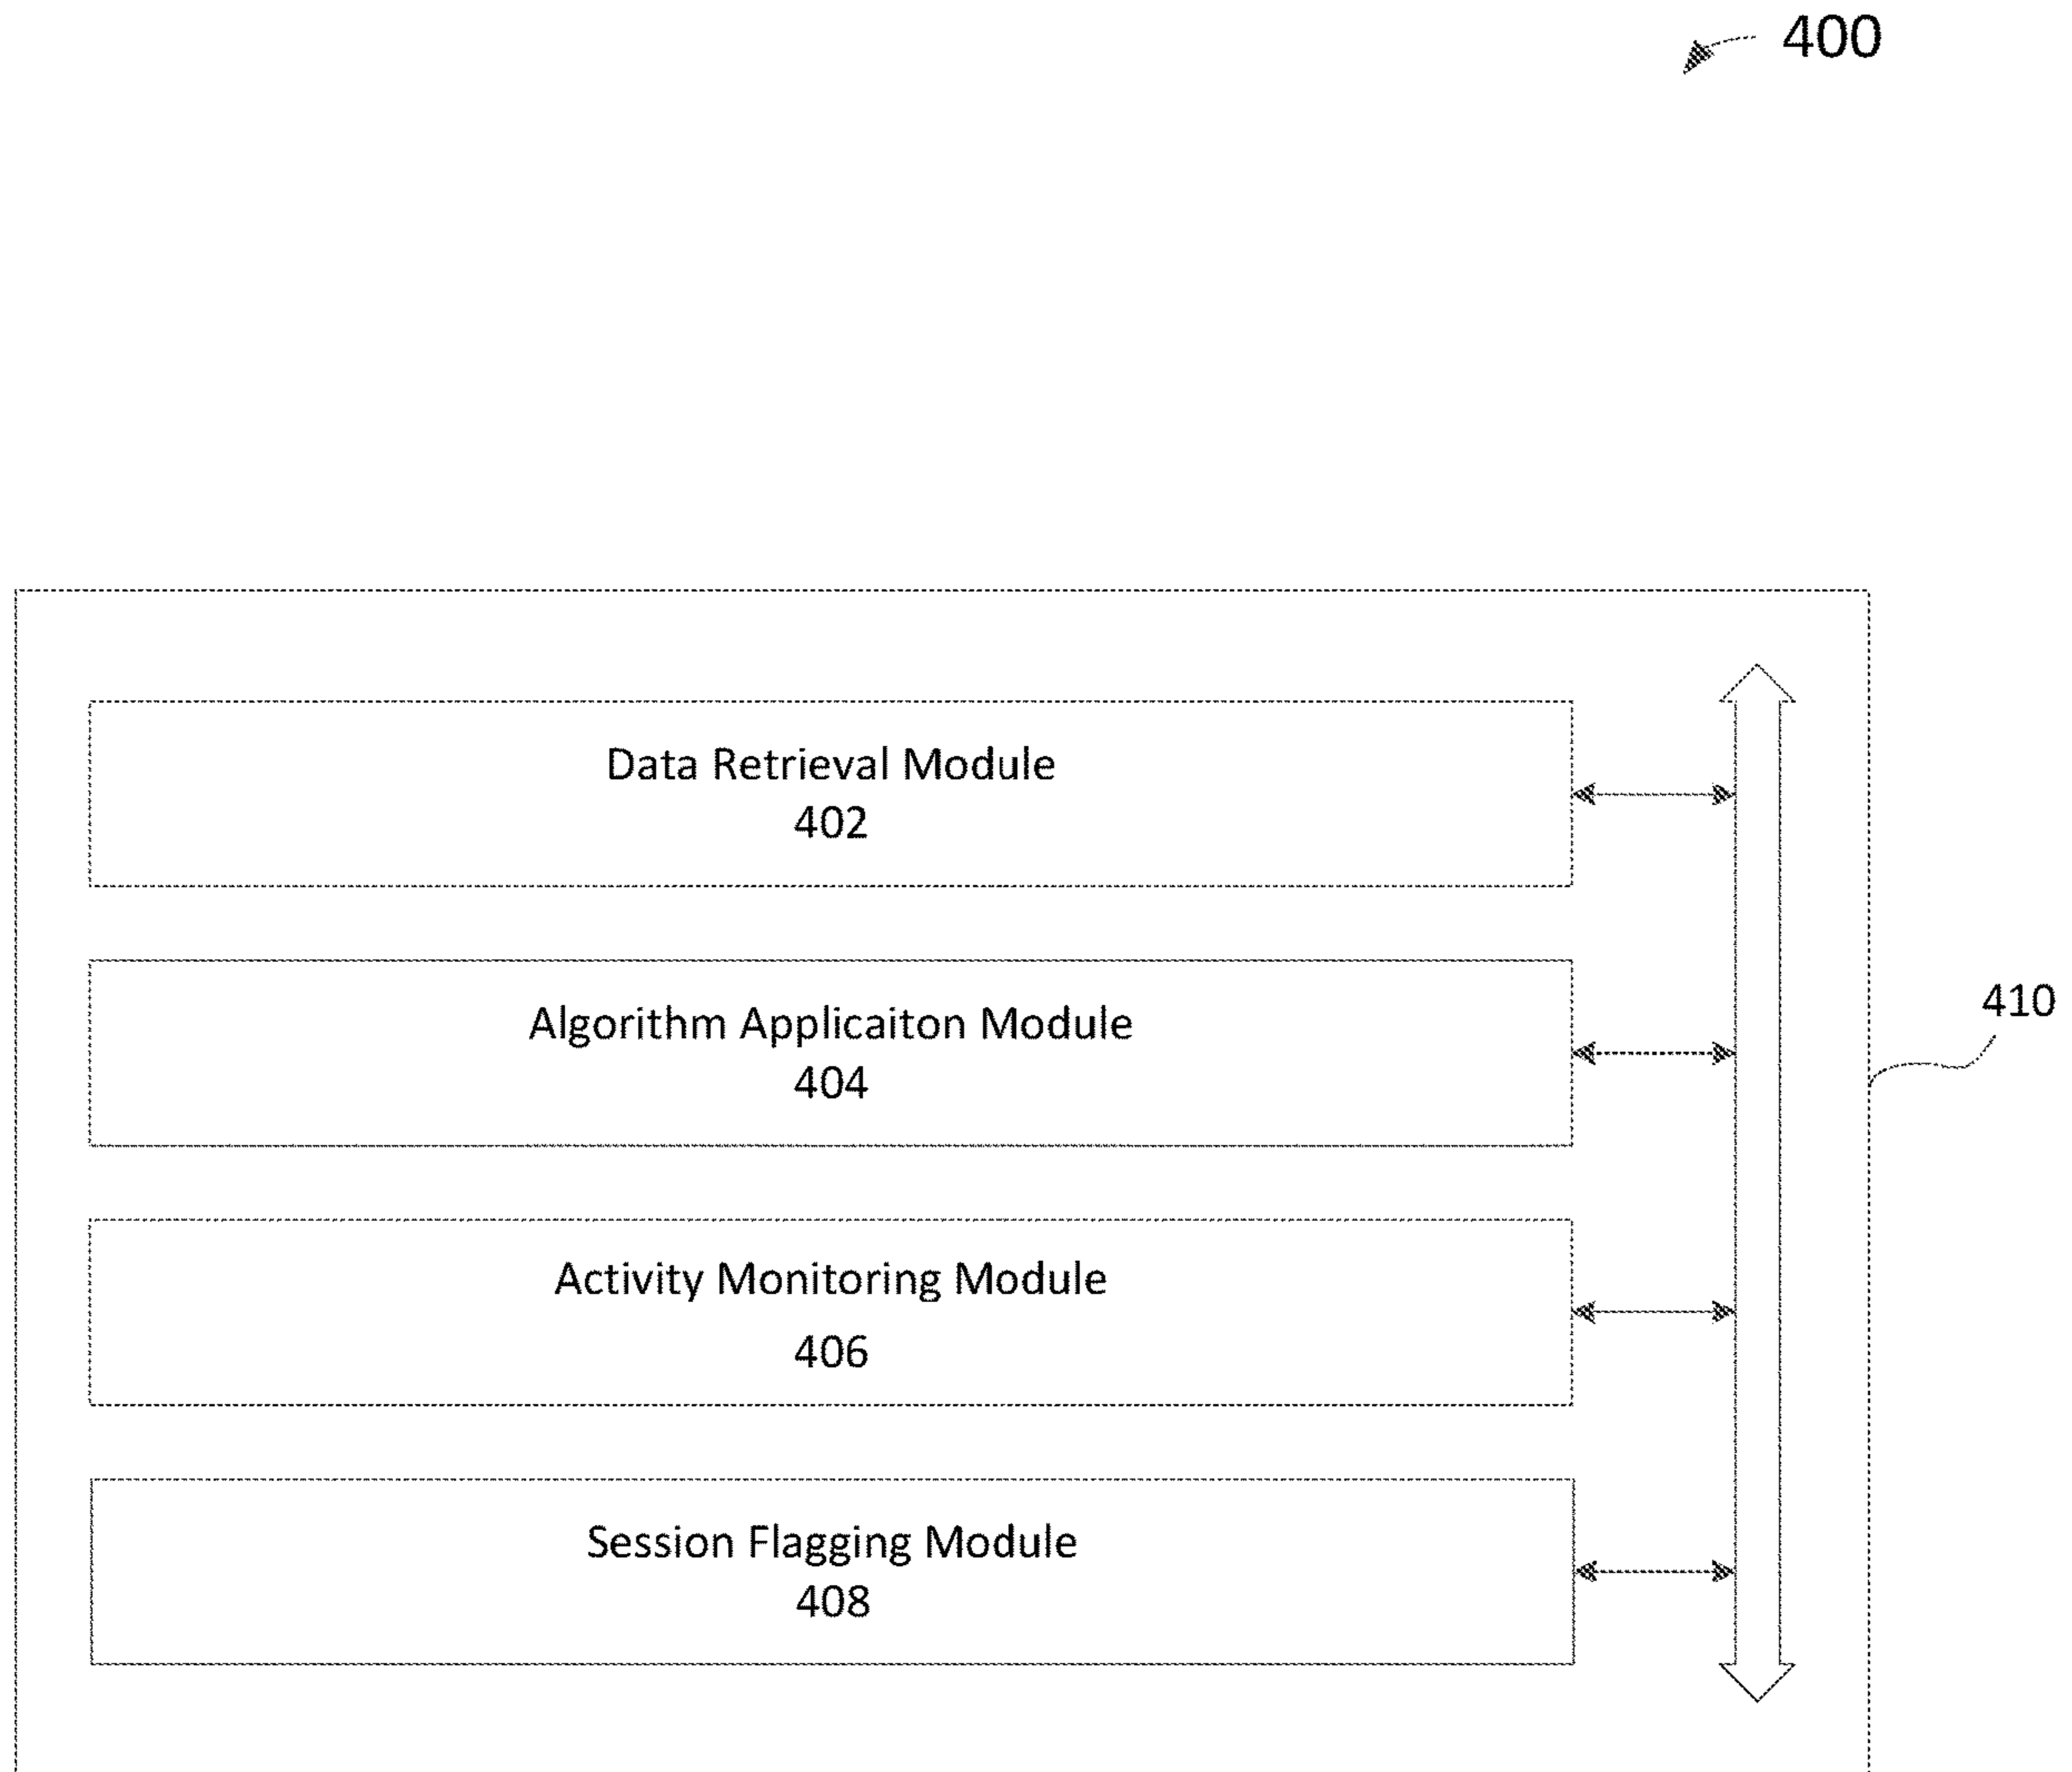 400
Data Retrieval Module
402
Algorithm Applicaiton Module
404
410
Activity Monitoring Module
406
Session Flagging Module
408